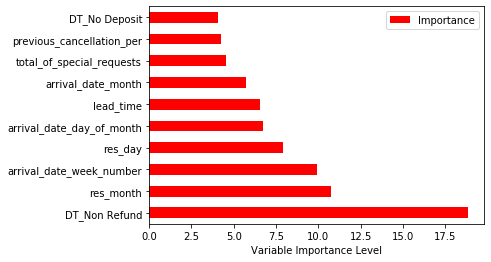 DT_No Deposit
previous_cancellation_per
total_of_special_requests
arrival_date_month
lead_time
arrival_date_day_of_month
res_day
arrival_date_week_number
res_month
DT_Non Refund
Importance
0.0 2.5 5.0 7.5 10.0 12.5 15.0 17.5
Variable Importance Level